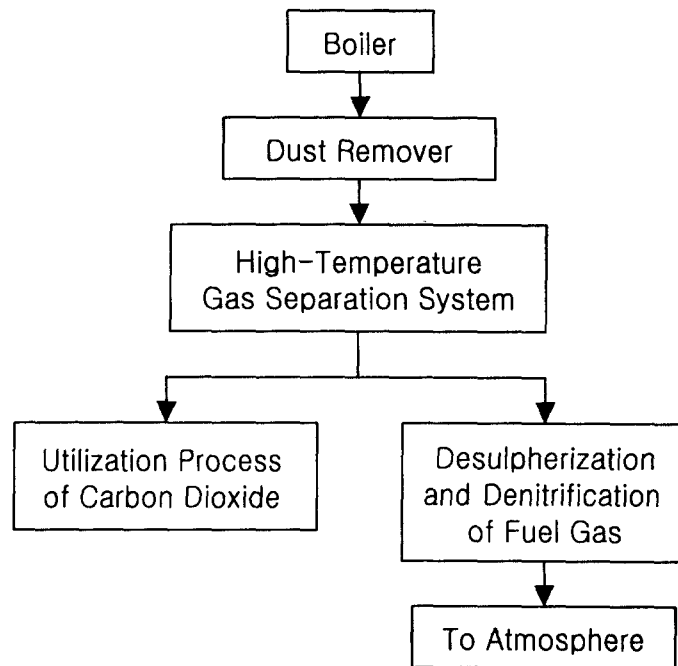 Boiler
Dust Remover
High-Temperature
Gas Separation System
Utilization Process
of Carbon Dioxide
Desulpherization
and Denitrification
of Fuel Gas
To Atmosphere